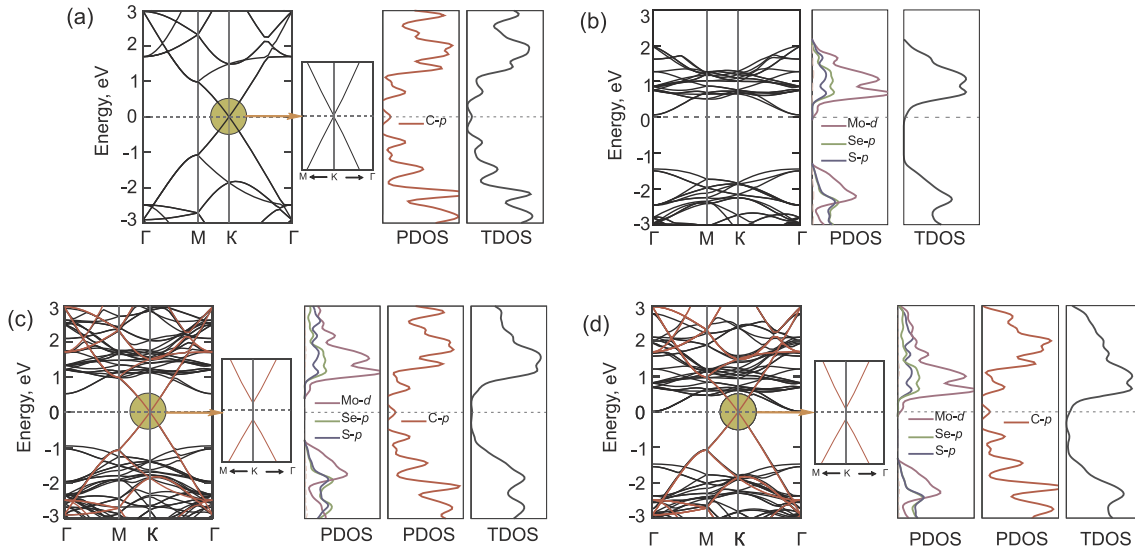 (a)
Energy, eV
3
2
1
0
-1
-2
-3
Γ M K Γ
M K Γ
C-p
PDOS
TDOS
(b)
Energy, eV
3
2
1
0
-1
-2
-3
Γ M K Γ
Mo-d
Se-p
S-p
PDOS
TDOS
(c)
Energy, eV
3
2
1
0
-1
-2
-3
Γ M K Γ
M K Γ
Mo-d
Se-p
S-p
C-p
PDOS
PDOS
TDOS
(d)
Energy, eV
3
2
1
0
-1
-2
-3
Γ M K Γ
M K Γ
Mo-d
Se-p
S-p
C-p
PDOS
PDOS
TDOS